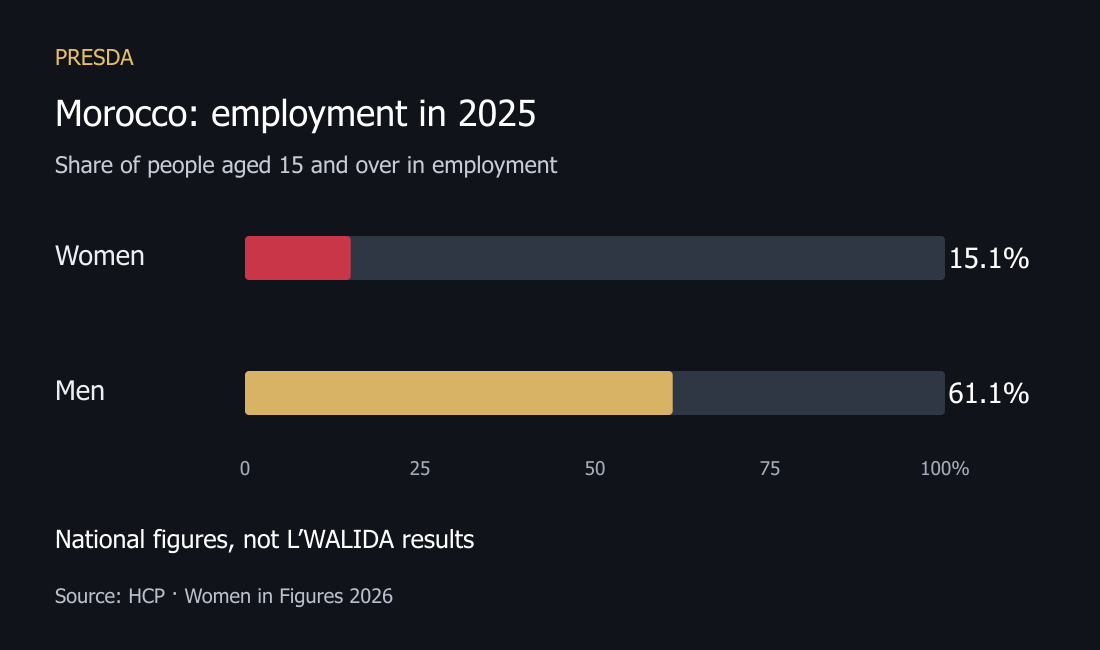 PRESDA
Morocco: employment in 2025
Share of people aged 15 and over in employment
Women 15.1%
Men 61.1%
0 25 50 75 100%
National figures, not L’WALIDA results
Source: HCP · Women in Figures 2026